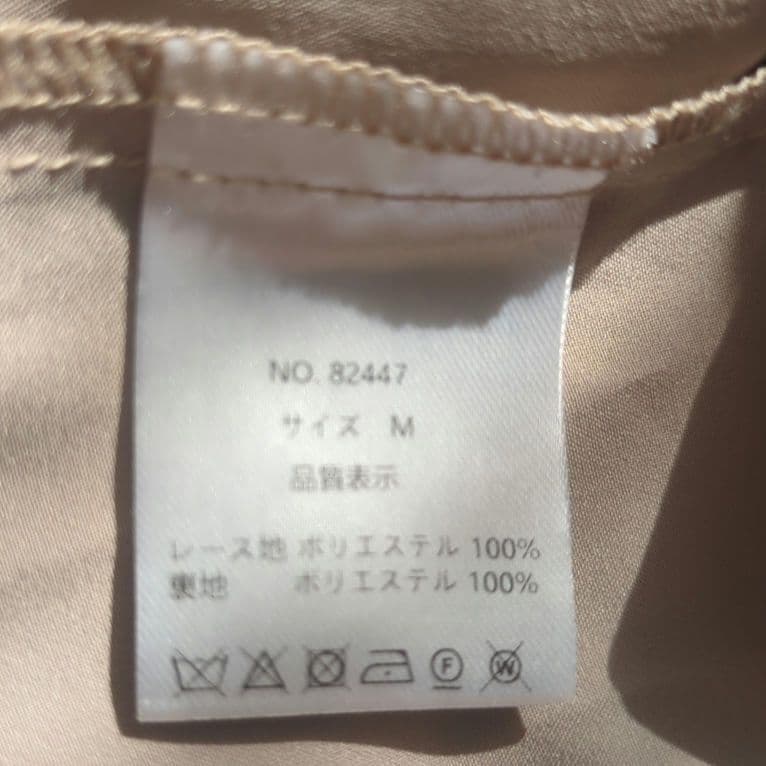 NO. 82447
サイズ M
品質表示
レース地 ポリエステル 100%
裏地 ポリエステル 100%
F W